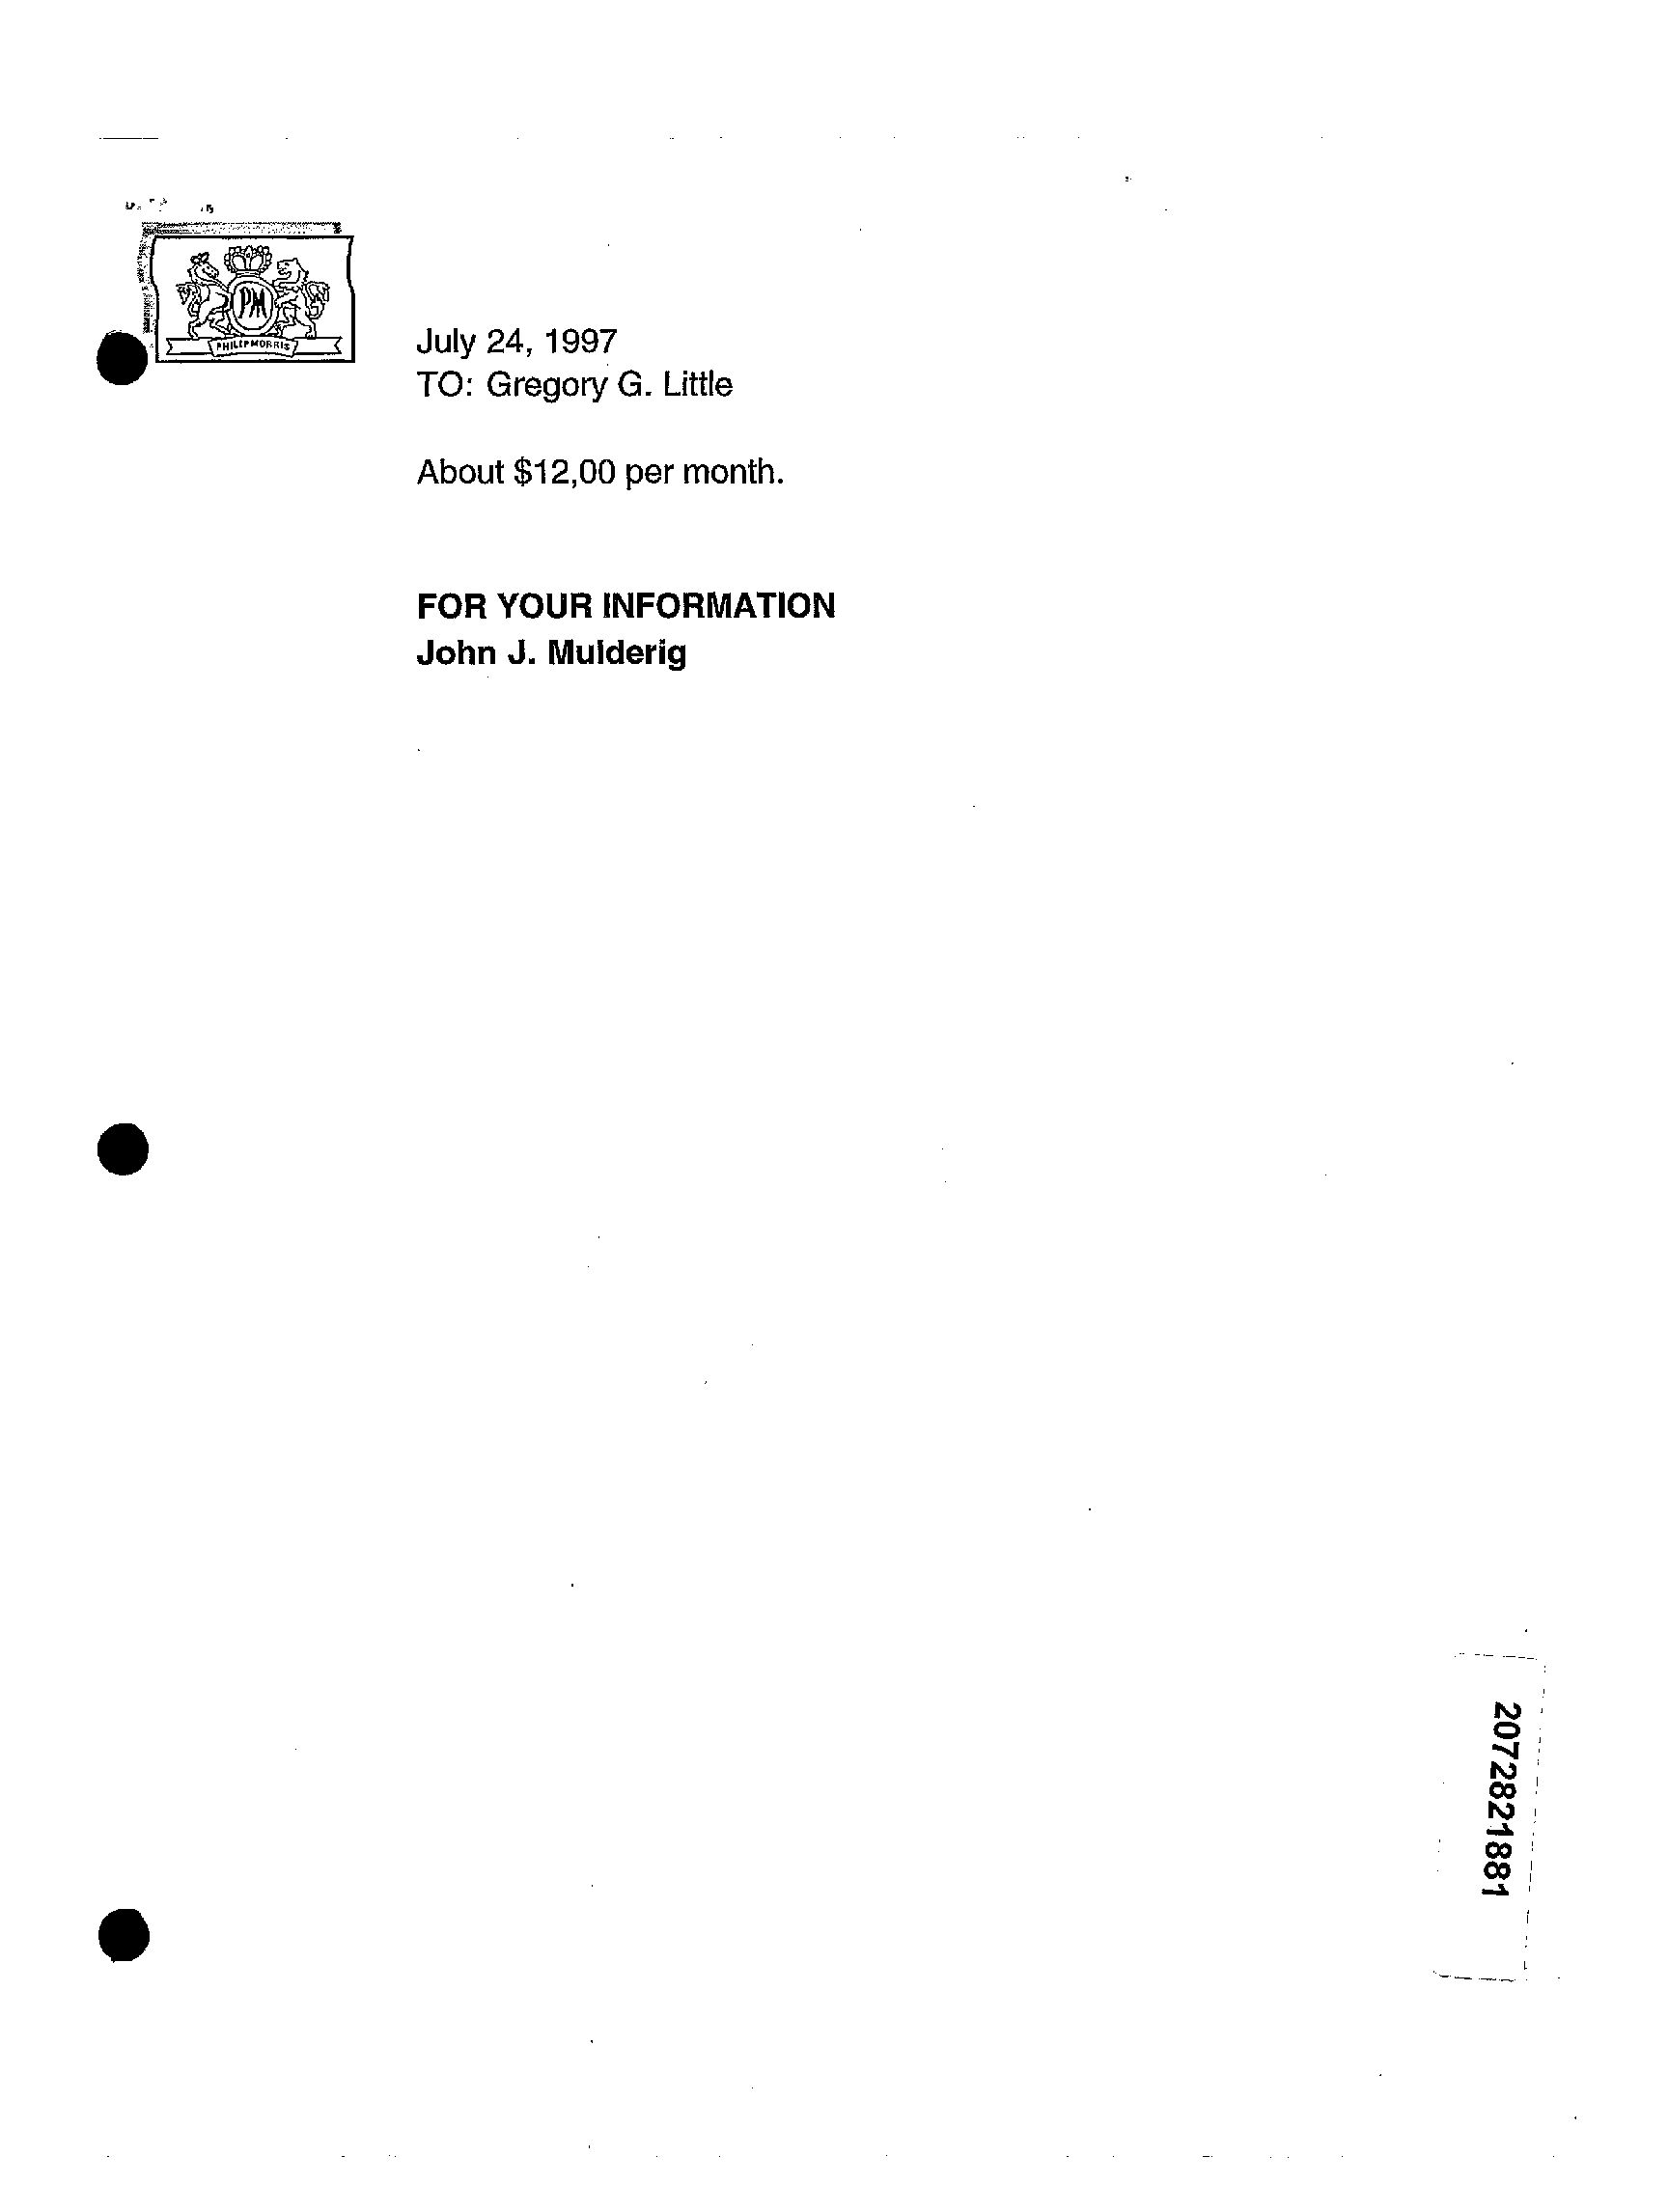 PM
PHILIP MORRIS
July 24, 1997
TO: Gregory G. Little
About $12,00 per month.
FOR YOUR INFORMATION
John J. Mulderig
2072821881